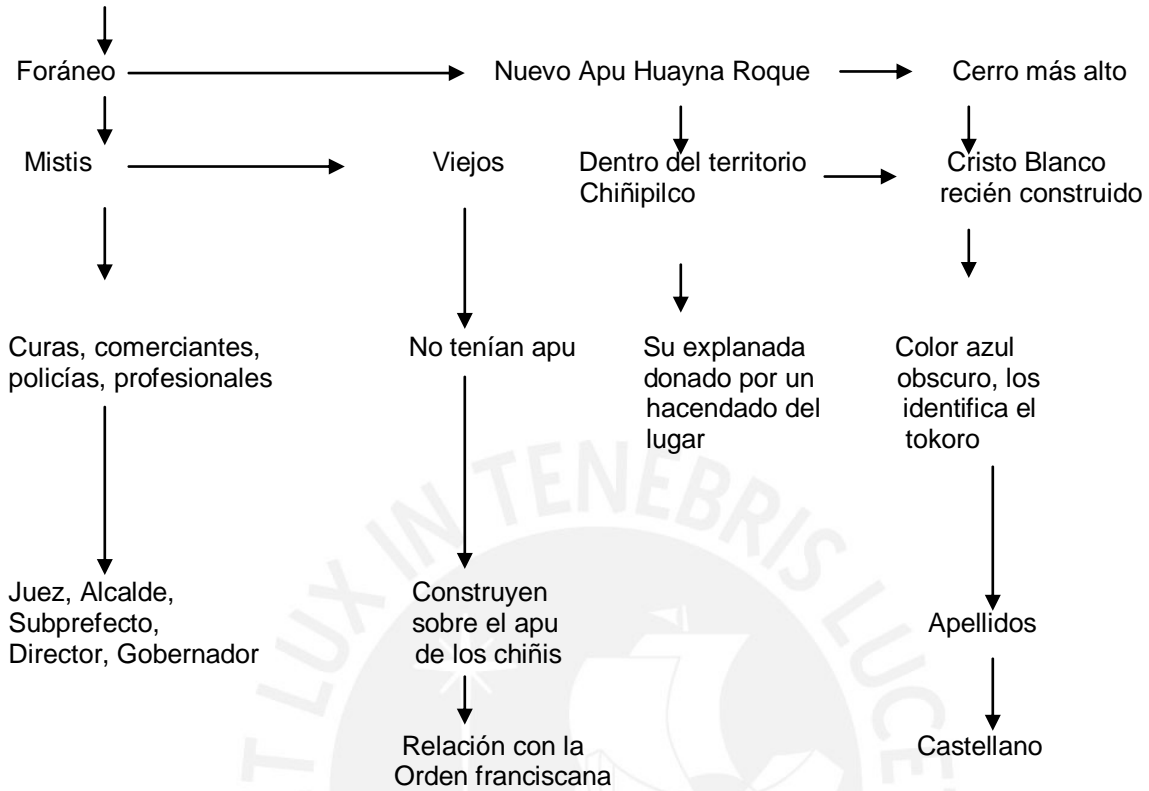 Foráneo
Nuevo Apu Huayna Roque
Cerro más alto
Mistis
Viejos
Dentro del territorio
Chiñipilco
Cristo Blanco
recién construido
Curas, comerciantes,
policías, profesionales
No tenían apu
Su explanada
donado por un
hacendado del
lugar
Color azul
obscuro, los
identifica el
tokoro
Juez, Alcalde,
Subprefecto,
Director, Gobernador
Construyen
sobre el apu
de los chiñis
Apellidos
Relación con la
Orden franciscana
Castellano
T LUX IN TENEBRIS LUCET